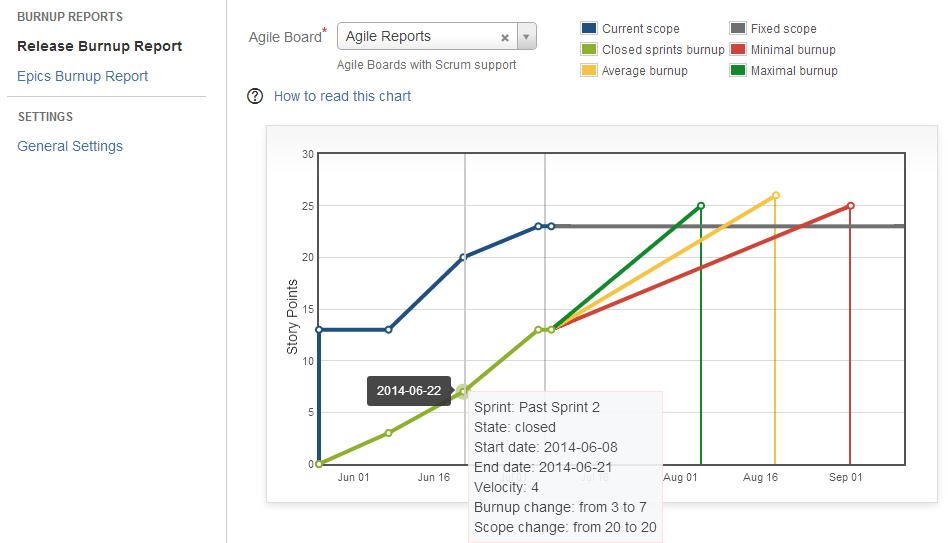 BURNUP REPORTS
Release Burnup Report
Epics Burnup Report
SETTINGS
General Settings
Agile Board*
Agile Reports ×
Agile Boards with Scrum support
How to read this chart
Current scope
Fixed scope
Closed sprints burnup
Minimal burnup
Average burnup
Maximal burnup
Story Points
30
25
20
15
10
5
0
2014-06-22
Sprint: Past Sprint 2
State: closed
Start date: 2014-06-08
End date: 2014-06-21
Velocity: 4
Burnup change: from 3 to 7
Scope change: from 20 to 20
Jun 01 Jun 16 Jul 16 Aug 01 Aug 16 Sep 01